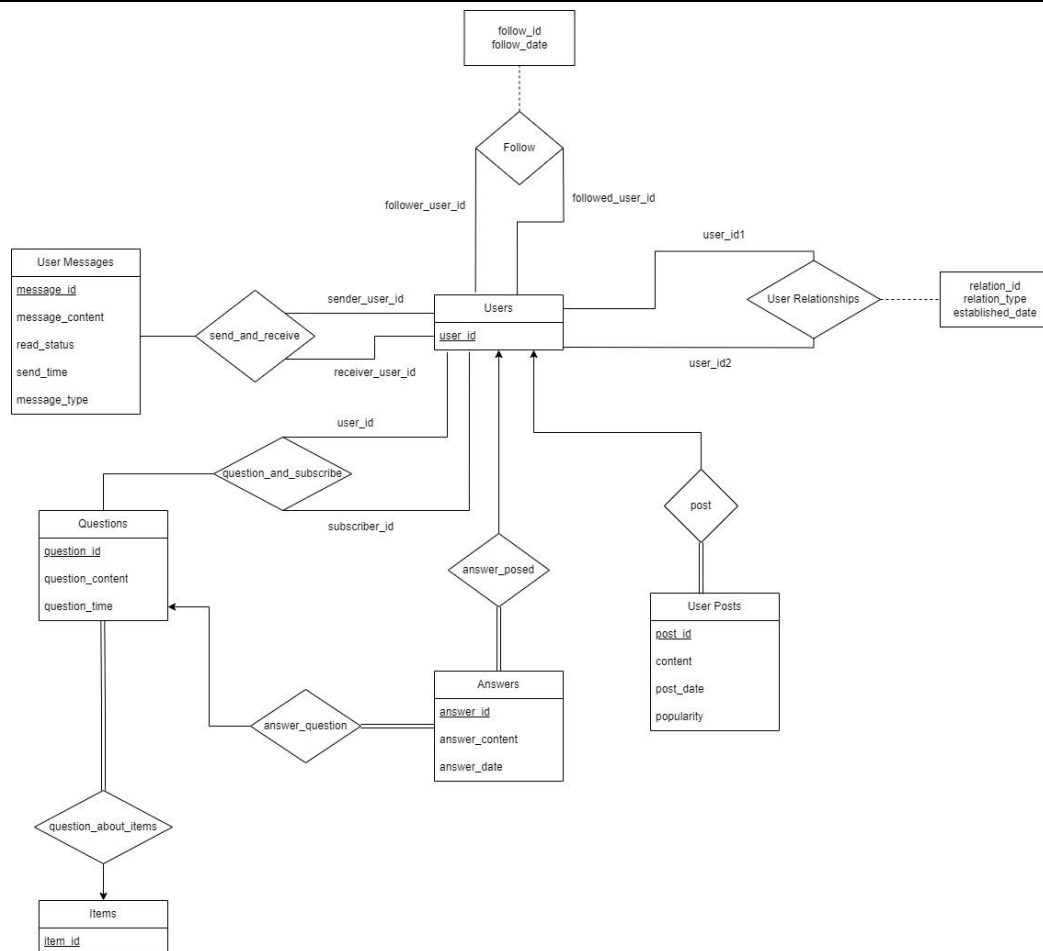 follow_id
follow_date
Follow
follower_user_id
followed_user_id
user_id1
User Messages
message_id
message_content
read_status
send_time
message_type
send_and_receive
sender_user_id
receiver_user_id
Users
user_id
User Relationships
relation_id
relation_type
established_date
user_id2
user_id
question_and_subscribe
subscriber_id
Questions
question_id
question_content
question_time
answer_posed
post
User Posts
post_id
content
post_date
popularity
answer_question
Answers
answer_id
answer_content
answer_date
question_about_items
Items
item_id